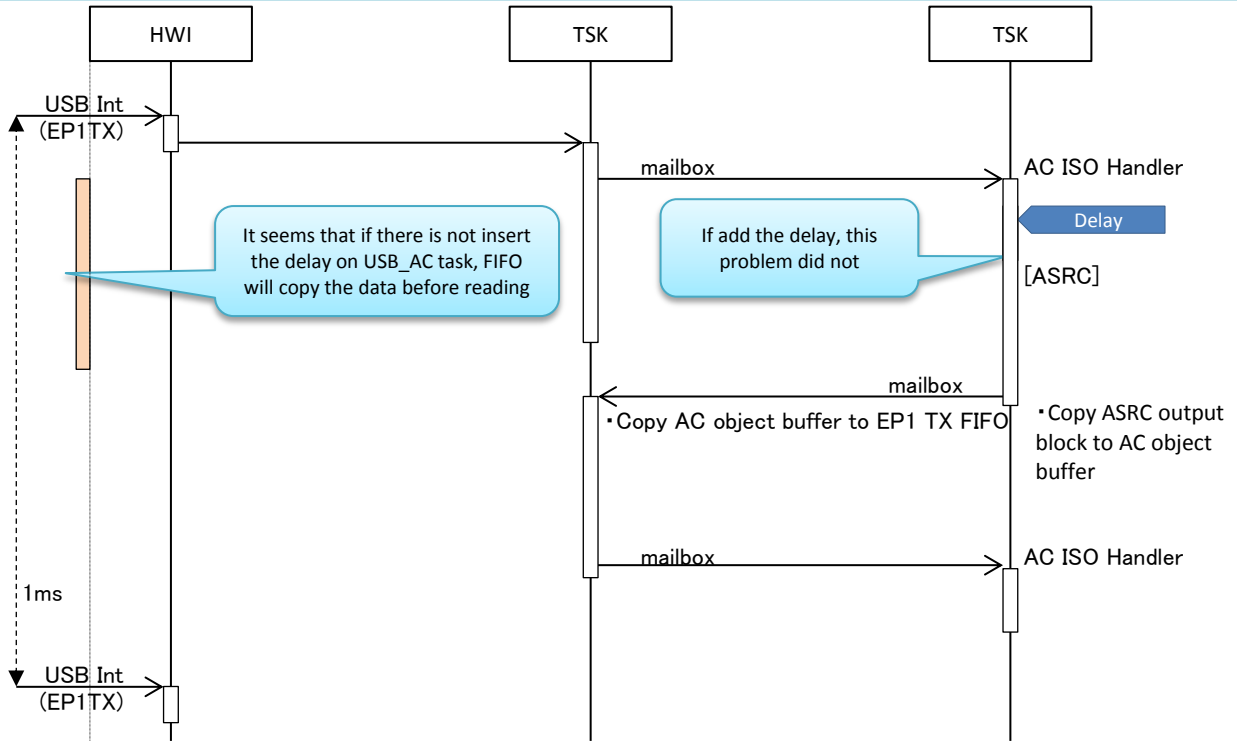 HWI
TSK
TSK
USB Int
(EP1TX)
mailbox
AC ISO Handler
Delay
It seems that if there is not insert
the delay on USB_AC task, FIFO
will copy the data before reading
If add the delay, this
problem did not
[ASRC]
mailbox
・Copy AC object buffer to EP1 TX FIFO
・Copy ASRC output
block to AC object
buffer
mailbox
AC ISO Handler
1ms
USB Int
(EP1TX)